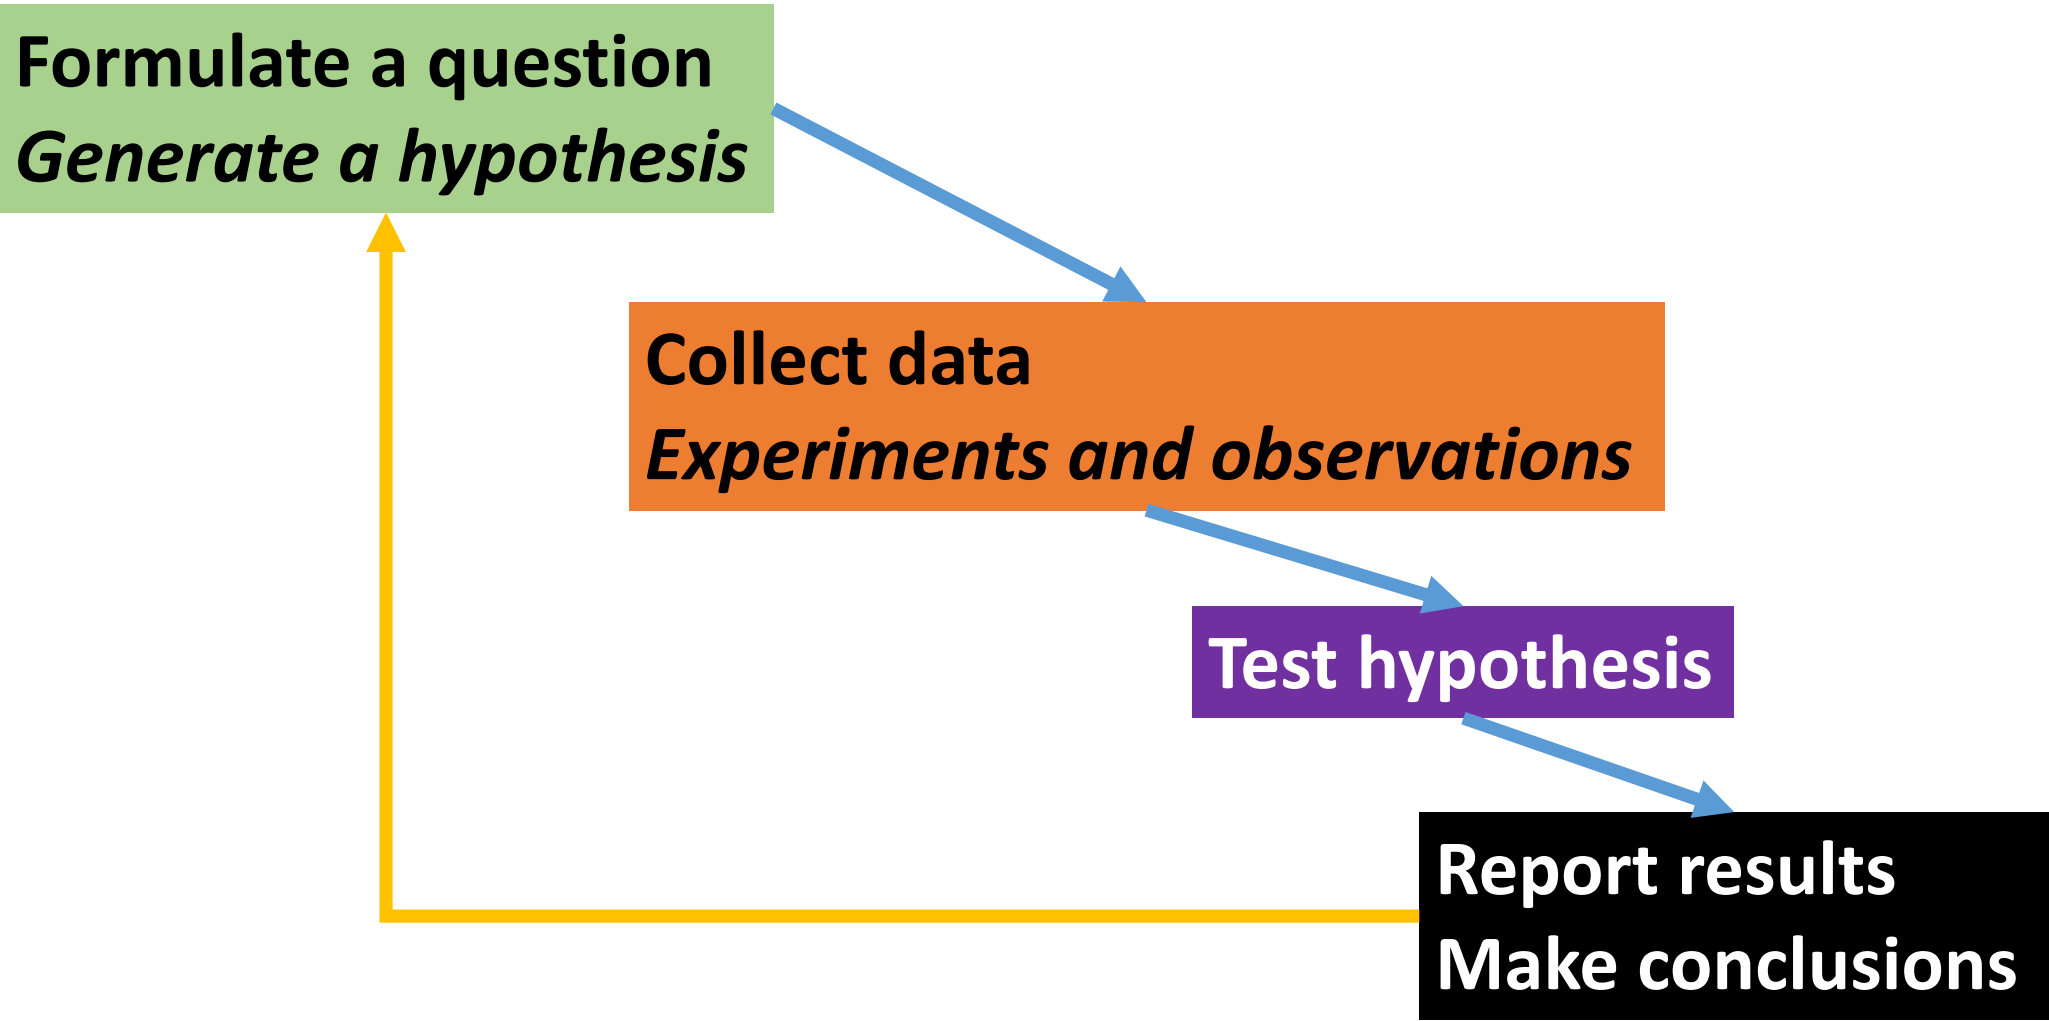 Formulate a question
Generate a hypothesis
Collect data
Experiments and observations
Test hypothesis
Report results
Make conclusions